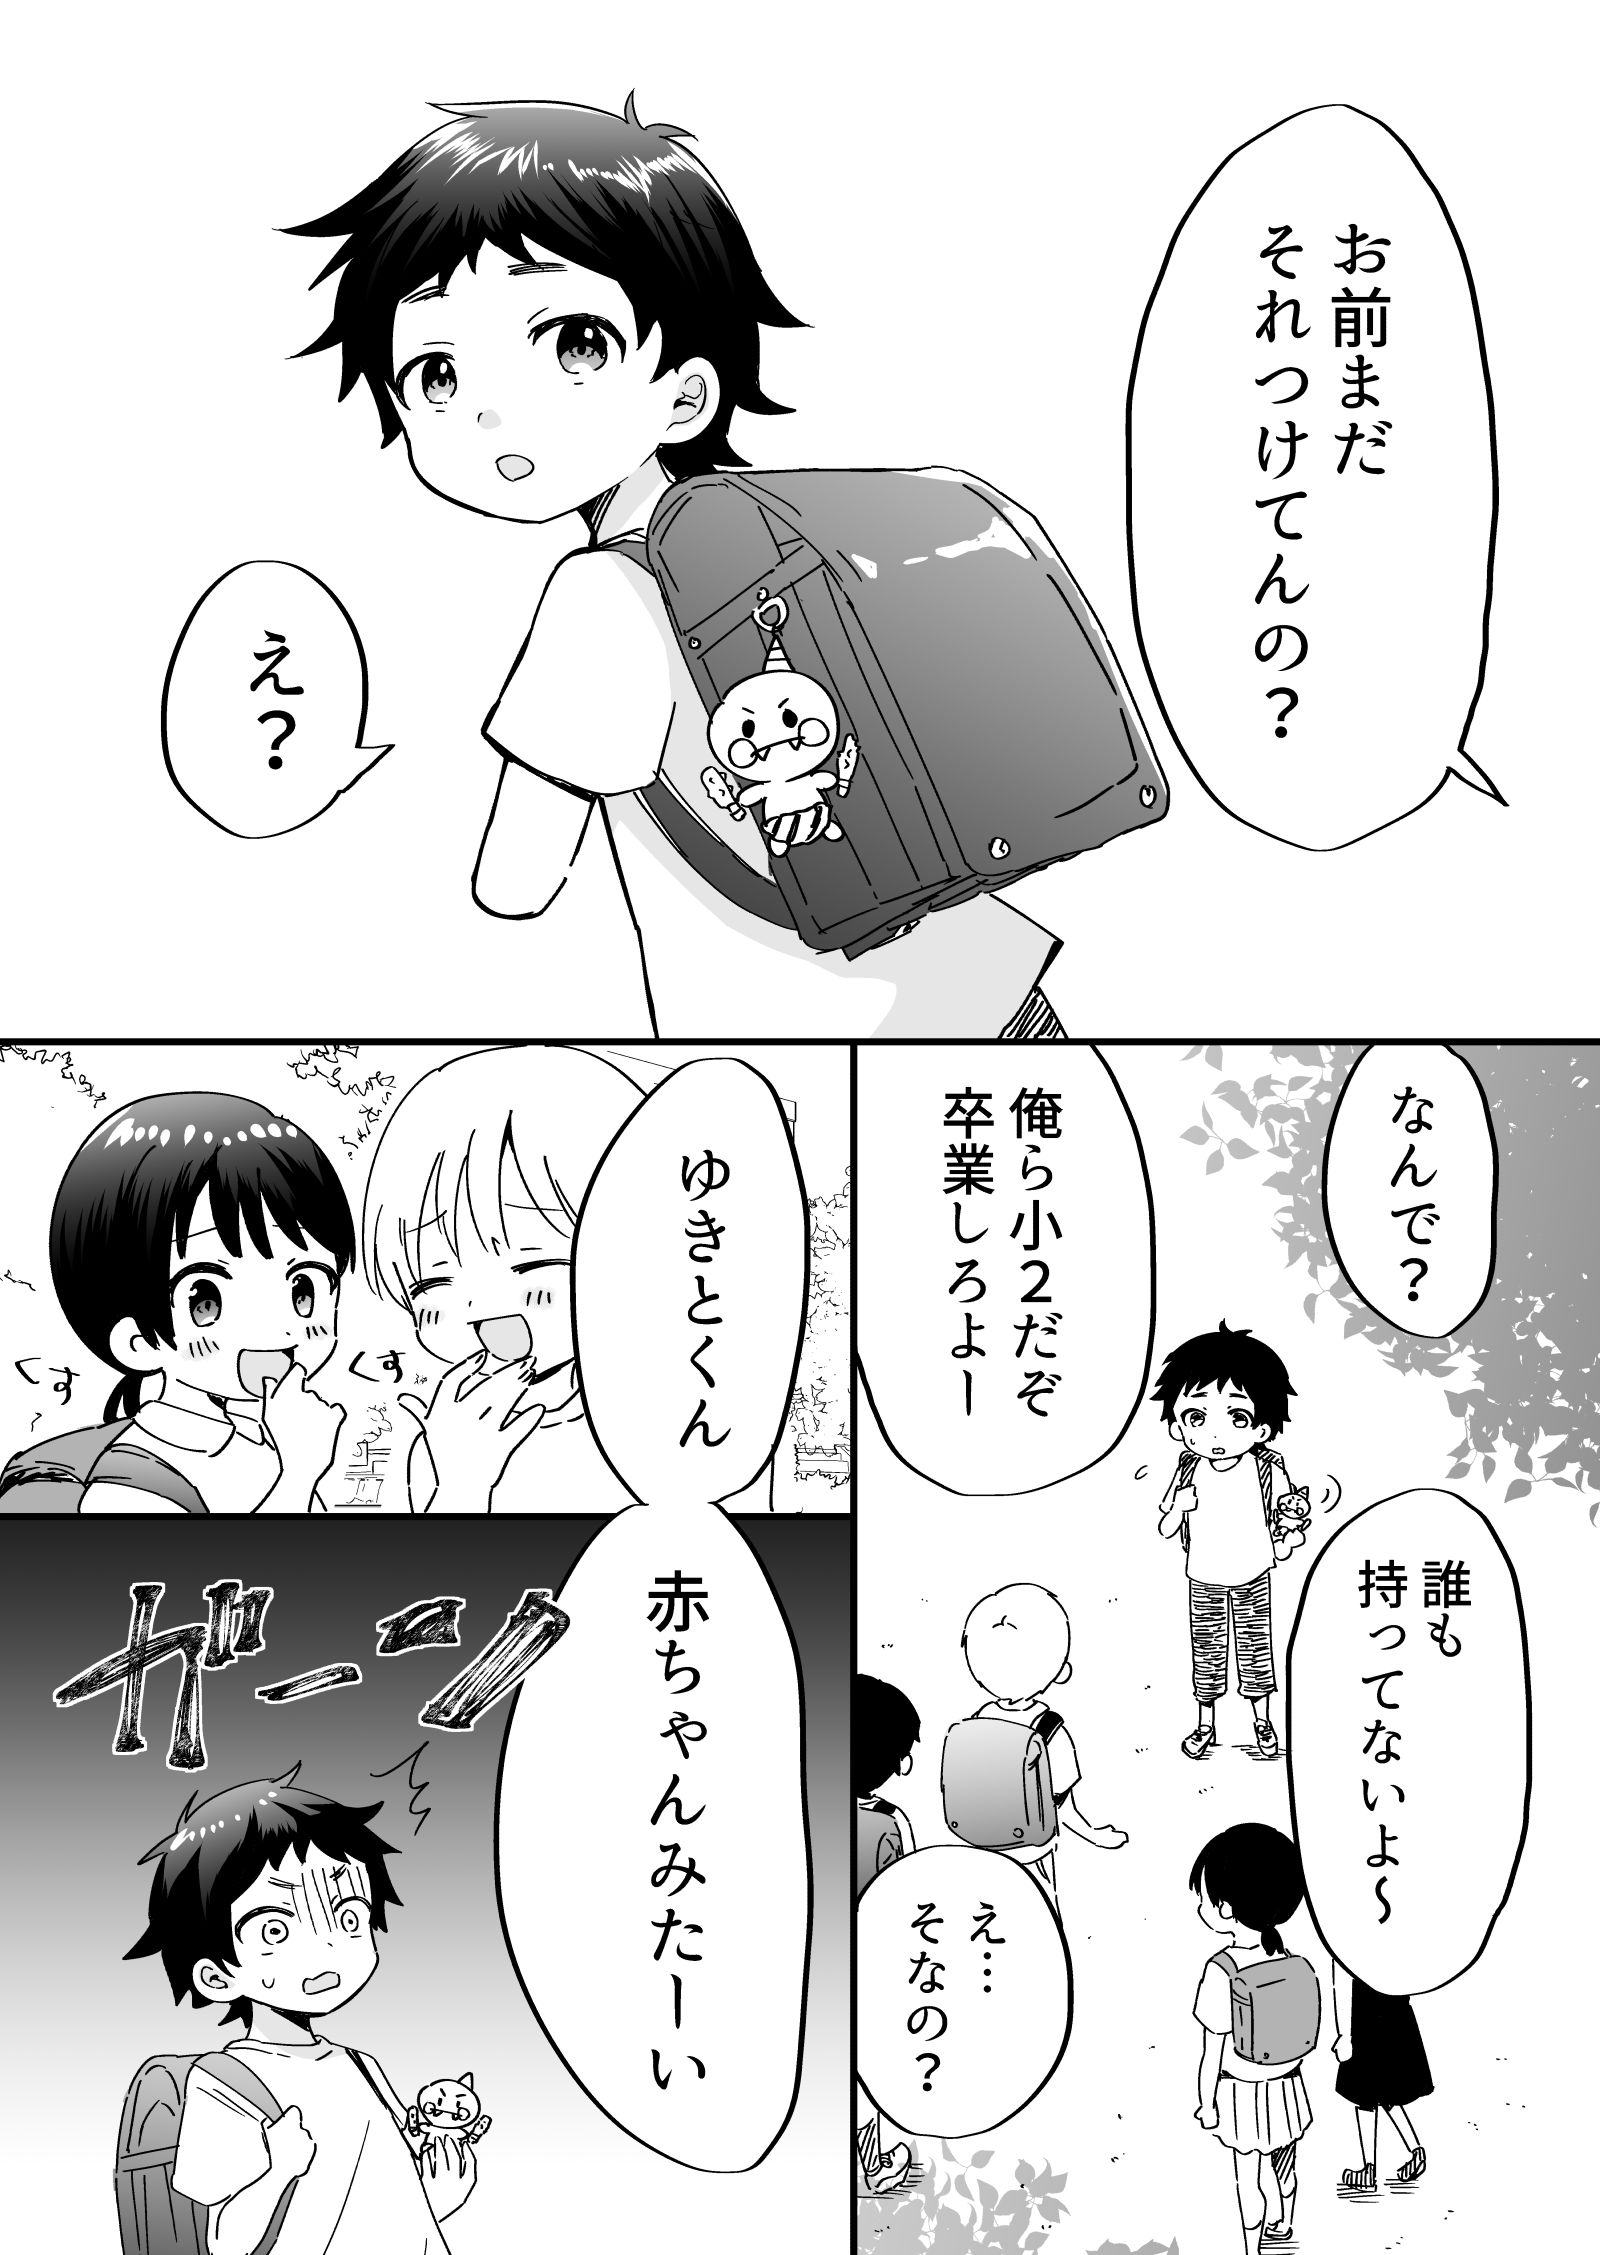 お前まだ
それつけてんの？
え？
なんで？
俺ら小２だぞ
卒業しろよー
誰も
持ってないよ〜
え…
そなの？
ゆきとくん
くす
くす
赤ちゃんみたーい
ガーン